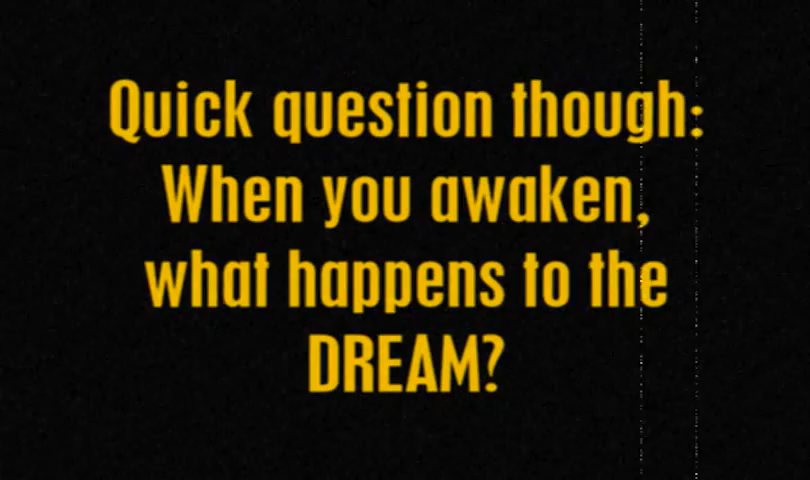 Quick question though:
When you awaken,
what happens to the
DREAM?